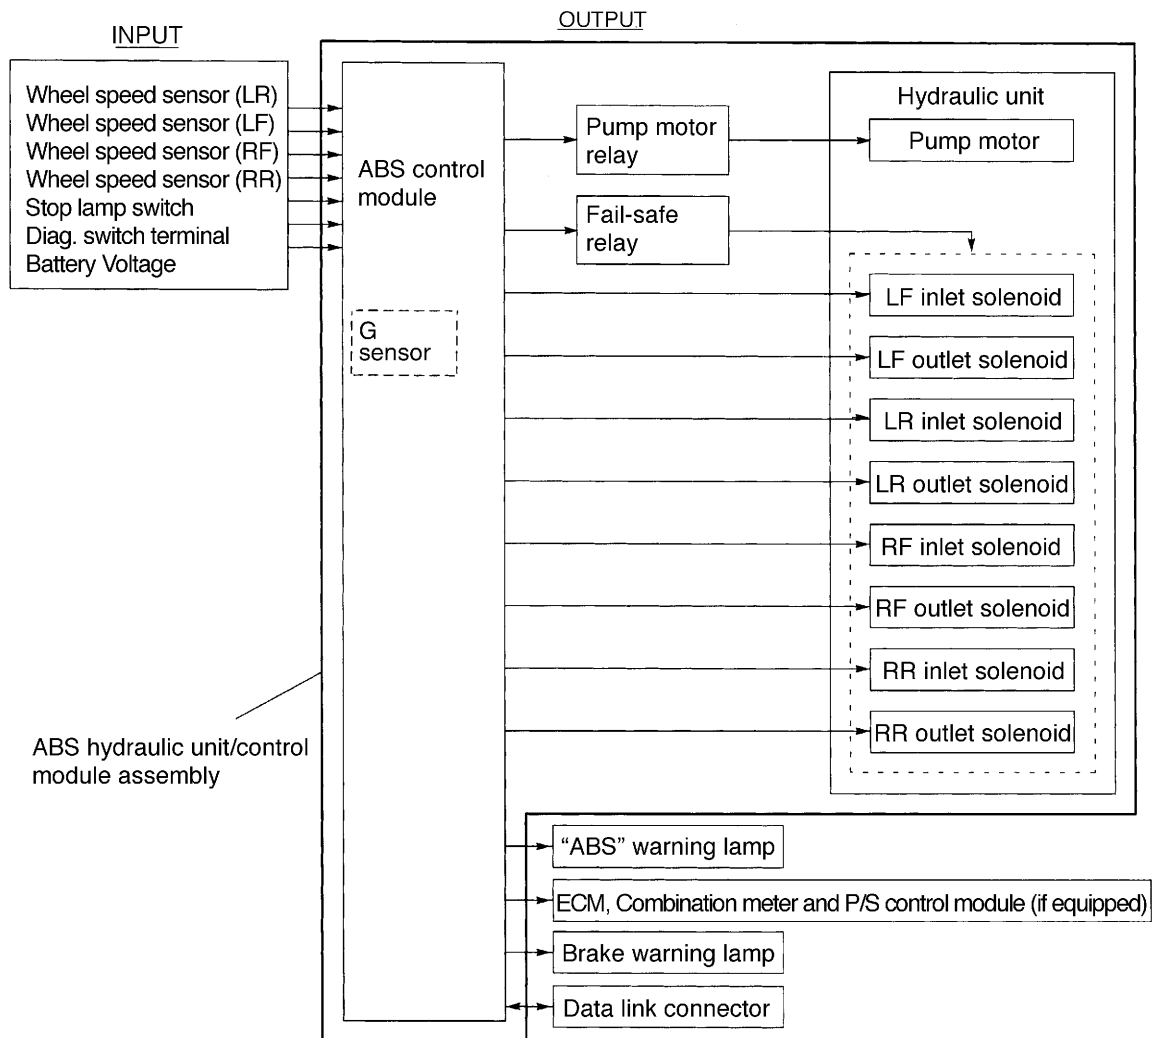 INPUT
OUTPUT
Wheel speed sensor (LR)
Wheel speed sensor (LF)
Wheel speed sensor (RF)
Wheel speed sensor (RR)
Stop lamp switch
Diag. switch terminal
Battery Voltage
ABS control
module
G
sensor
Pump motor
relay
Fail-safe
relay
Hydraulic unit
Pump motor
LF inlet solenoid
LF outlet solenoid
LR inlet solenoid
LR outlet solenoid
RF inlet solenoid
RF outlet solenoid
RR inlet solenoid
RR outlet solenoid
ABS hydraulic unit/control
module assembly
“ABS” warning lamp
ECM, Combination meter and P/S control module (if equipped)
Brake warning lamp
Data link connector